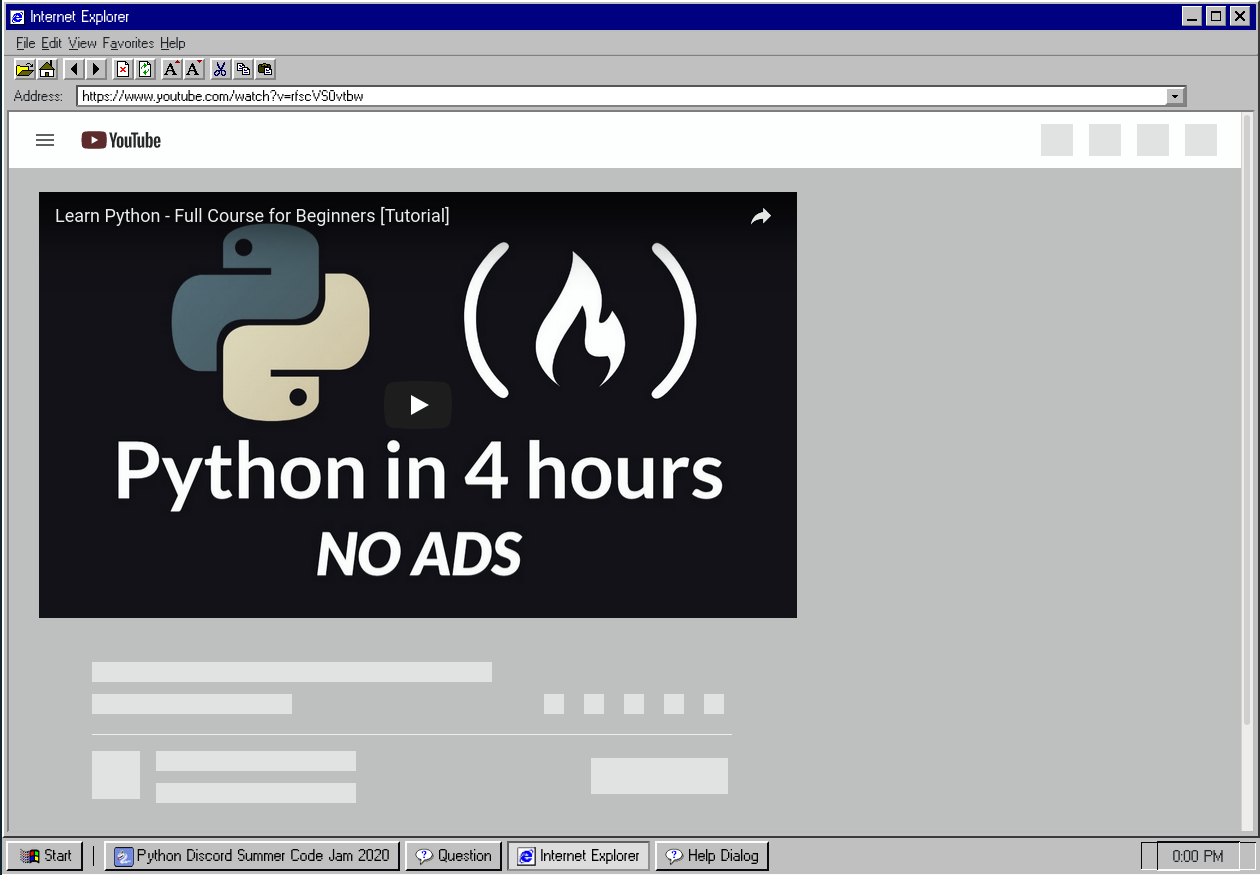 Internet Explorer
File Edit View Favorites Help
Address: https://www.youtube.com/watch?v=rfscVS0vtbw
YouTube
Learn Python - Full Course for Beginners [Tutorial]
Python in 4 hours
NO ADS
Start Python Discord Summer Code Jam 2020 Question Internet Explorer Help Dialog 0:00 PM